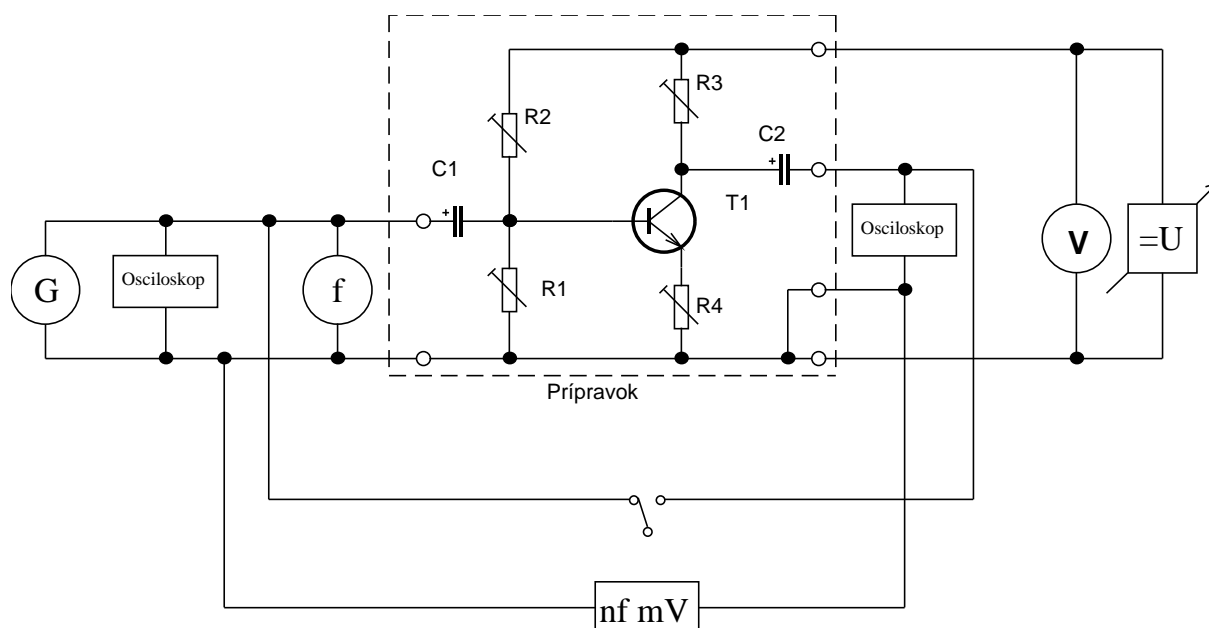 R3
R2
C2
C1
T1
Osciloskop
V
=U
G
Osciloskop
f
R1
R4
Prípravok
nf mV